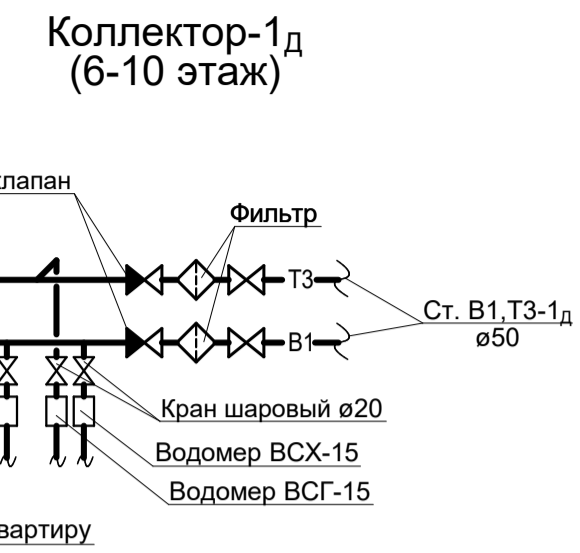 Коллектор-1д
(6-10 этаж)
клапан
Фильтр
Т3
Ст. В1,Т3-1д
ø50
В1
Кран шаровый ø20
Водомер ВСХ-15
Водомер ВСГ-15
вартиру